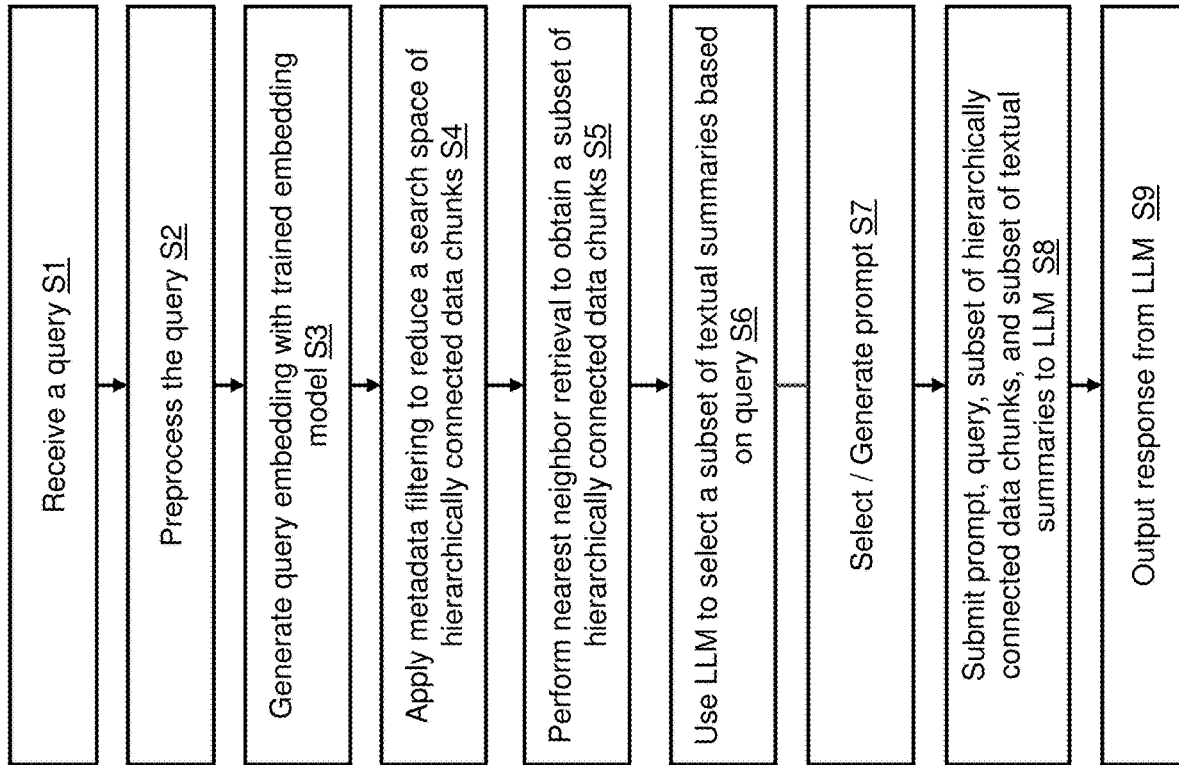 Receive a query S1
Preprocess the query S2
Generate query embedding with trained embedding
model S3
Apply metadata filtering to reduce a search space of
hierarchically connected data chunks S4
Perform nearest neighbor retrieval to obtain a subset of
hierarchically connected data chunks S5
Use LLM to select a subset of textual summaries based
on query S6
Select / Generate prompt S7
Submit prompt, query, subset of hierarchically
connected data chunks, and subset of textual
summaries to LLM S8
Output response from LLM S9